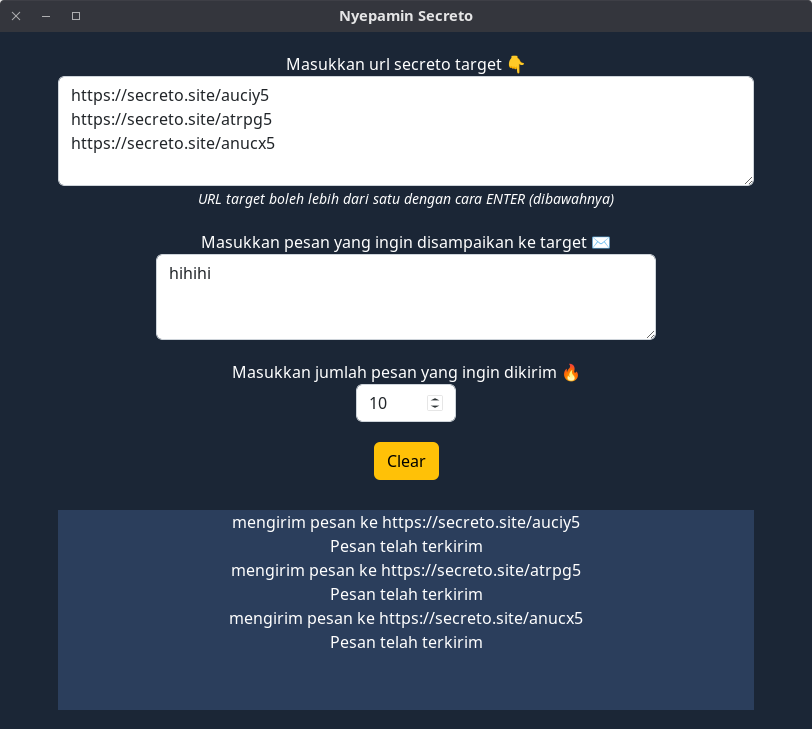 Nyepamin Secreto
Masukkan url secreto target 👇
https://secreto.site/auciy5
https://secreto.site/atrpg5
https://secreto.site/anucx5
URL target boleh lebih dari satu dengan cara ENTER (dibawahnya)
Masukkan pesan yang ingin disampaikan ke target ✉️
hihihi
Masukkan jumlah pesan yang ingin dikirim 🔥
10
Clear
mengirim pesan ke https://secreto.site/auciy5
Pesan telah terkirim
mengirim pesan ke https://secreto.site/atrpg5
Pesan telah terkirim
mengirim pesan ke https://secreto.site/anucx5
Pesan telah terkirim